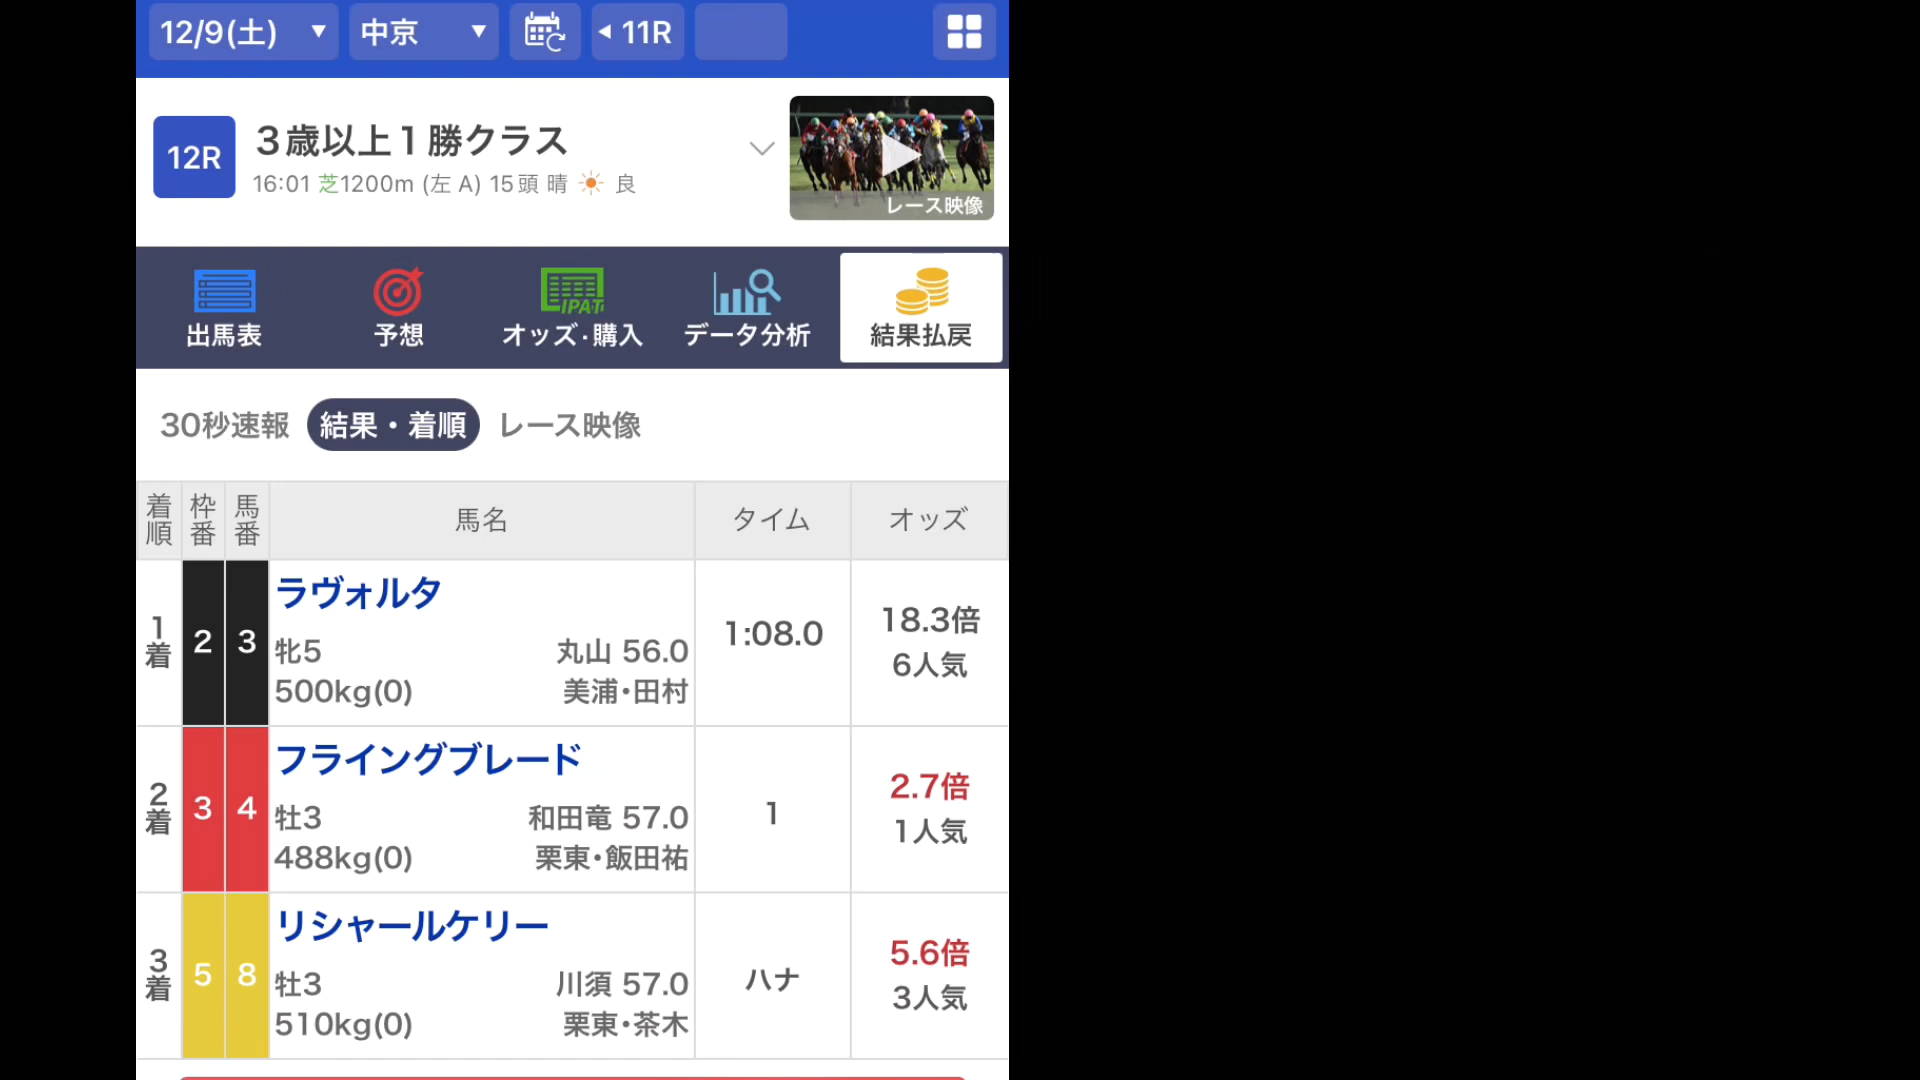 12/9(土) ▼ 中京 ▼ ◀ 11R
12R
３歳以上１勝クラス
16:01 芝1200m (左 A) 15頭 晴 良
レース映像
出馬表 予想 オッズ·購入 データ分析 結果払戻
IPAT
30秒速報 結果・着順 レース映像
着順 枠番 馬番 馬名 タイム オッズ
1着 2 3 ラヴォルタ
牝5 丸山 56.0
500kg(0) 美浦・田村
1:08.0
18.3倍
6人気
2着 3 4 フライングブレード
牡3 和田竜 57.0
488kg(0) 栗東・飯田祐
1
2.7倍
1人気
3着 5 8 リシャールケリー
牡3 川須 57.0
510kg(0) 栗東・茶木
ハナ
5.6倍
3人気